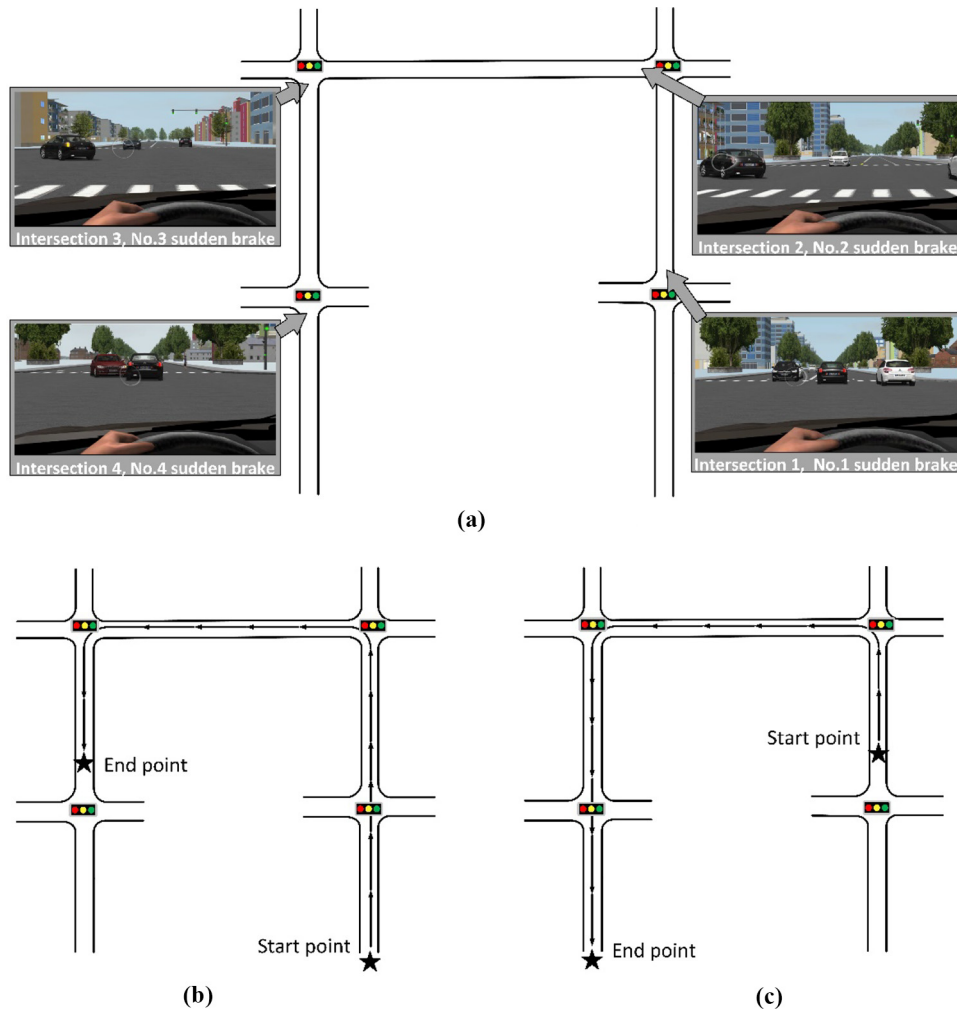 Intersection 3, No.3 sudden brake
Intersection 2, No.2 sudden brake
Intersection 4, No.4 sudden brake
Intersection 1, No.1 sudden brake
(a)
End point
Start point
(b)
Start point
End point
(c)